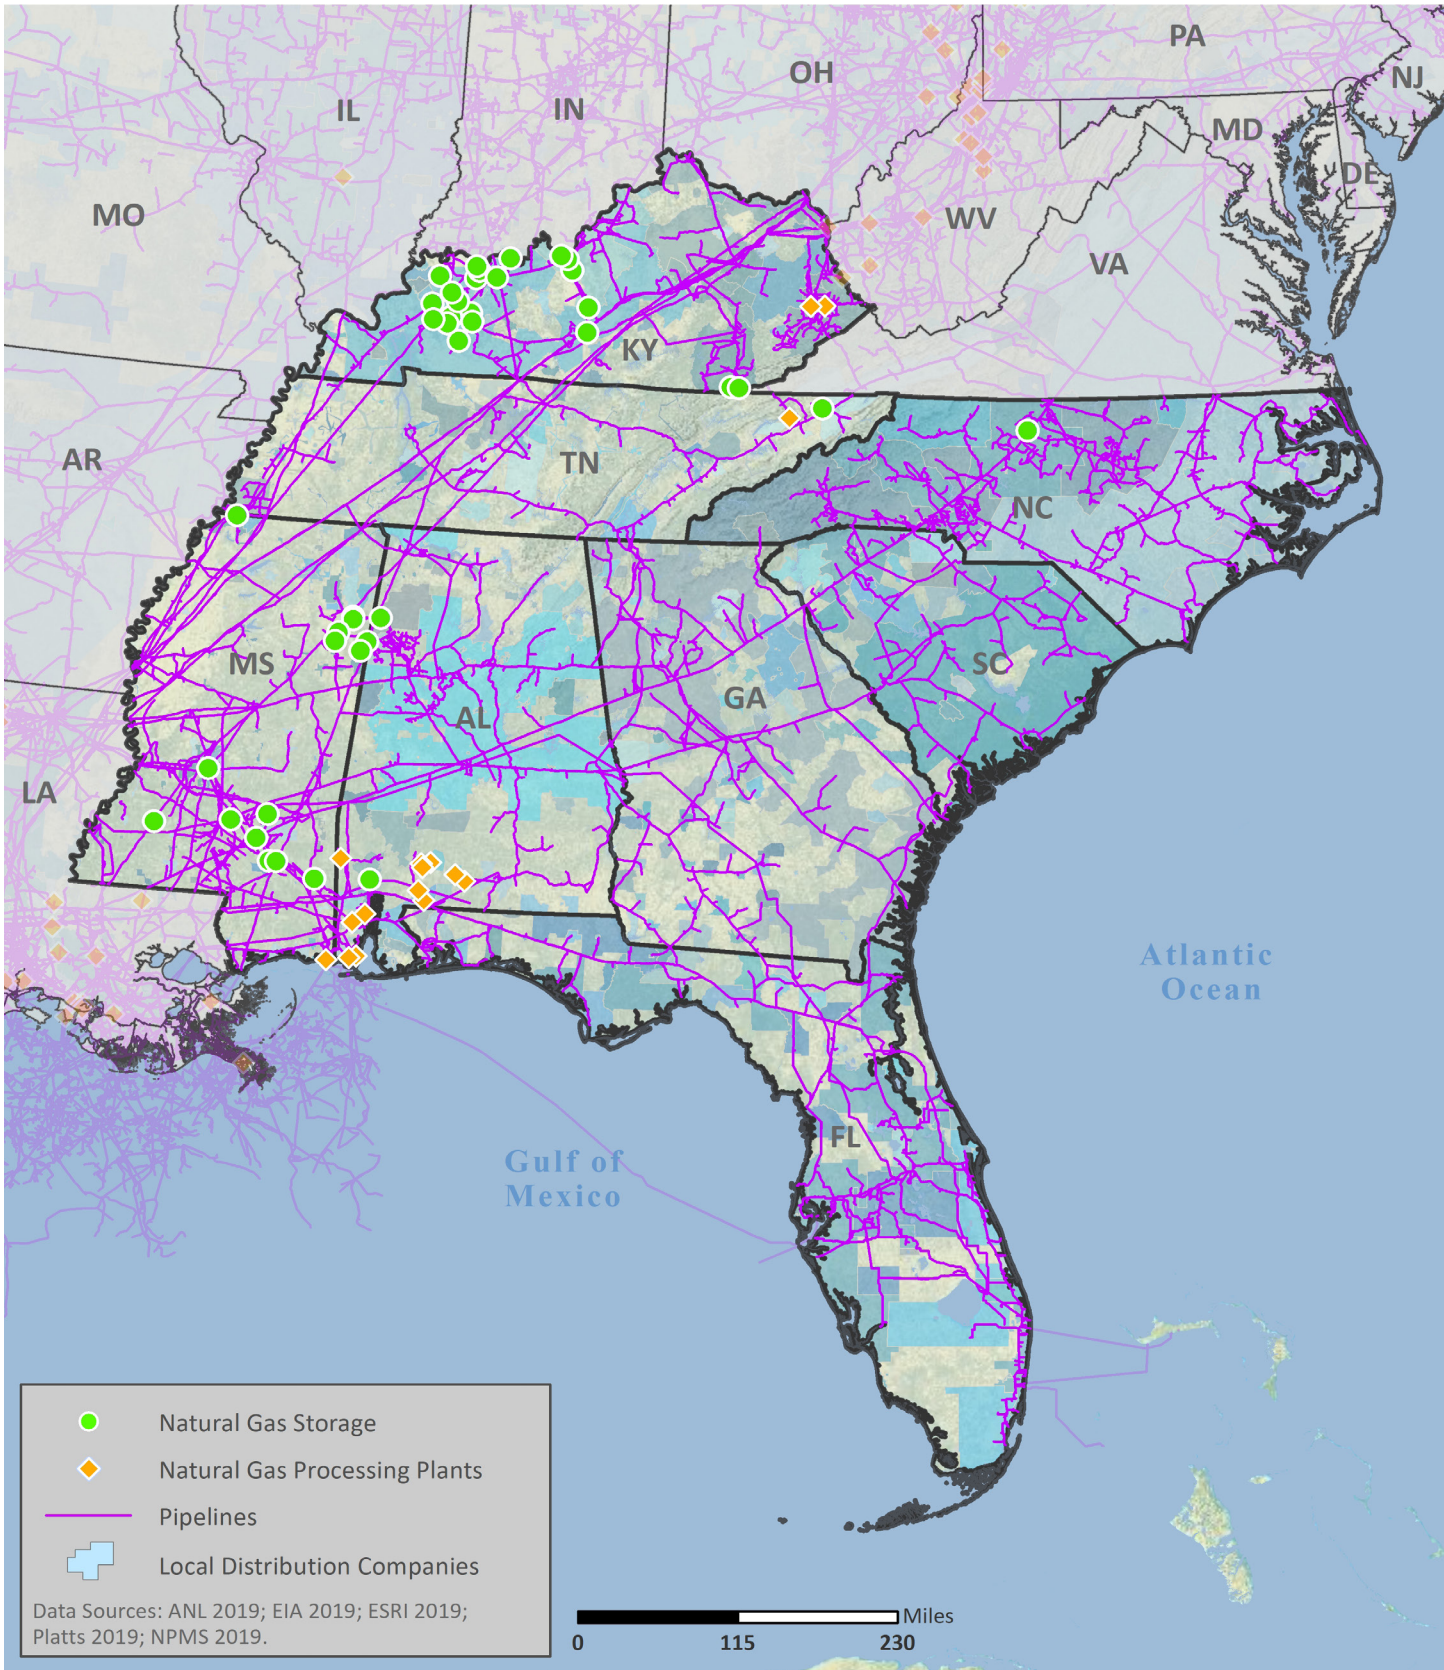 PA
OH
NJ
IL
IN
MD
DE
MO
WV
VA
KY
AR
TN
NC
MS
SC
GA
AL
LA
Atlantic
Ocean
FL
Gulf of
Mexico
Natural Gas Storage
Natural Gas Processing Plants
Pipelines
Local Distribution Companies
Data Sources: ANL 2019; EIA 2019; ESRI 2019;
Platts 2019; NPMS 2019.
Miles
0 115 230